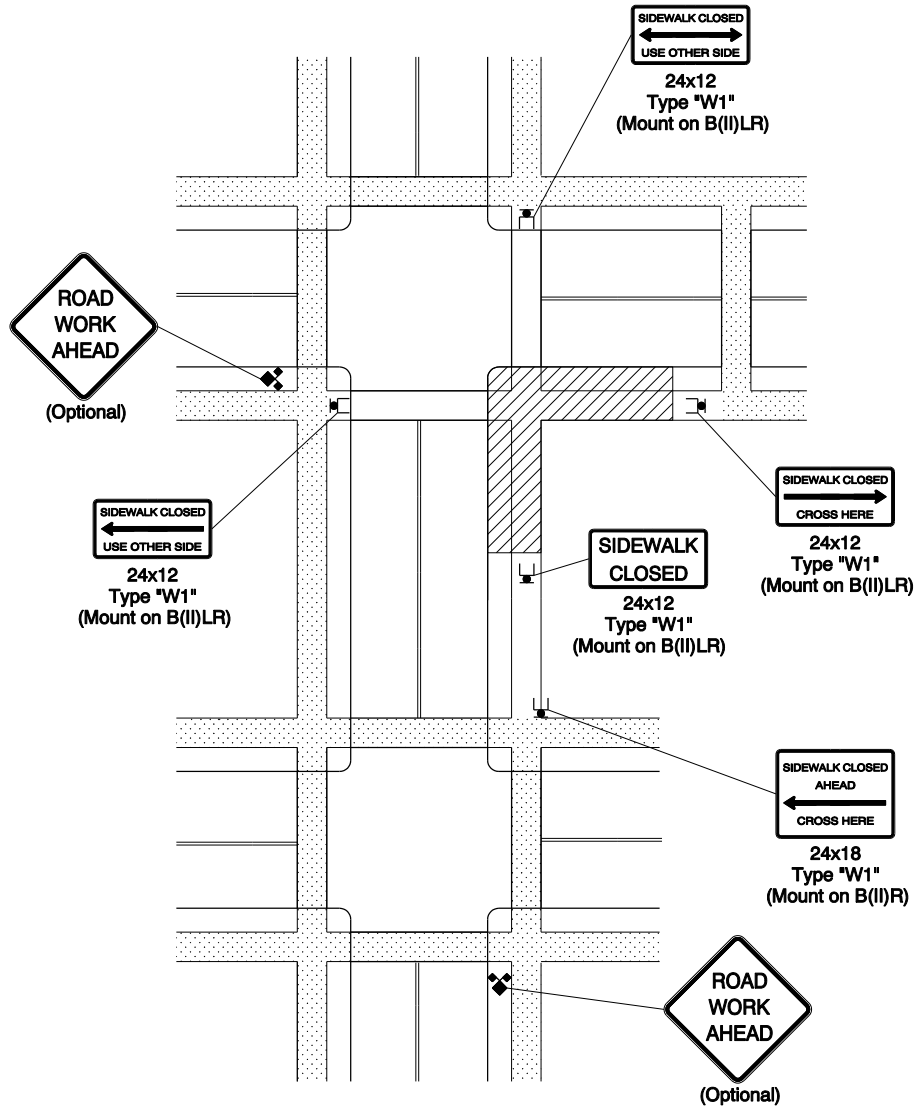 SIDEWALK CLOSED
USE OTHER SIDE
24x12
Type "W1"
(Mount on B(II)LR)
ROAD
WORK
AHEAD
(Optional)
SIDEWALK CLOSED
USE OTHER SIDE
24x12
Type "W1"
(Mount on B(II)LR)
SIDEWALK CLOSED
CROSS HERE
24x12
Type "W1"
(Mount on B(II)LR)
SIDEWALK
CLOSED
24x12
Type "W1"
(Mount on B(II)LR)
SIDEWALK CLOSED
AHEAD
CROSS HERE
24x18
Type "W1"
(Mount on B(II)R)
ROAD
WORK
AHEAD
(Optional)